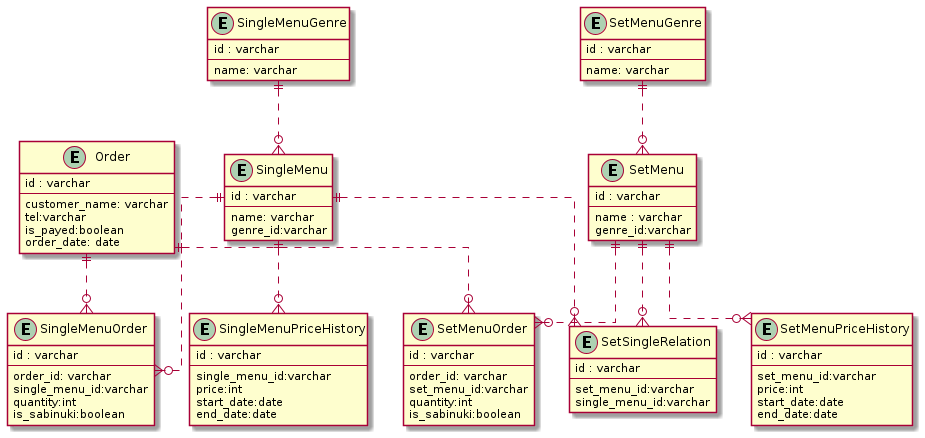 E SingleMenuGenre
id : varchar
name: varchar
E SetMenuGenre
id : varchar
name: varchar
E Order
id : varchar
customer_name: varchar
tel:varchar
is_payed:boolean
order_date: date
E SingleMenu
id : varchar
name: varchar
genre_id:varchar
E SetMenu
id : varchar
name : varchar
genre_id:varchar
E SingleMenuOrder
id : varchar
order_id: varchar
single_menu_id:varchar
quantity:int
is_sabinuki:boolean
E SingleMenuPriceHistory
id : varchar
single_menu_id:varchar
price:int
start_date:date
end_date:date
E SetMenuOrder
id : varchar
order_id: varchar
set_menu_id:varchar
quantity:int
is_sabinuki:boolean
E SetSingleRelation
id : varchar
set_menu_id:varchar
single_menu_id:varchar
E SetMenuPriceHistory
id : varchar
set_menu_id:varchar
price:int
start_date:date
end_date:date